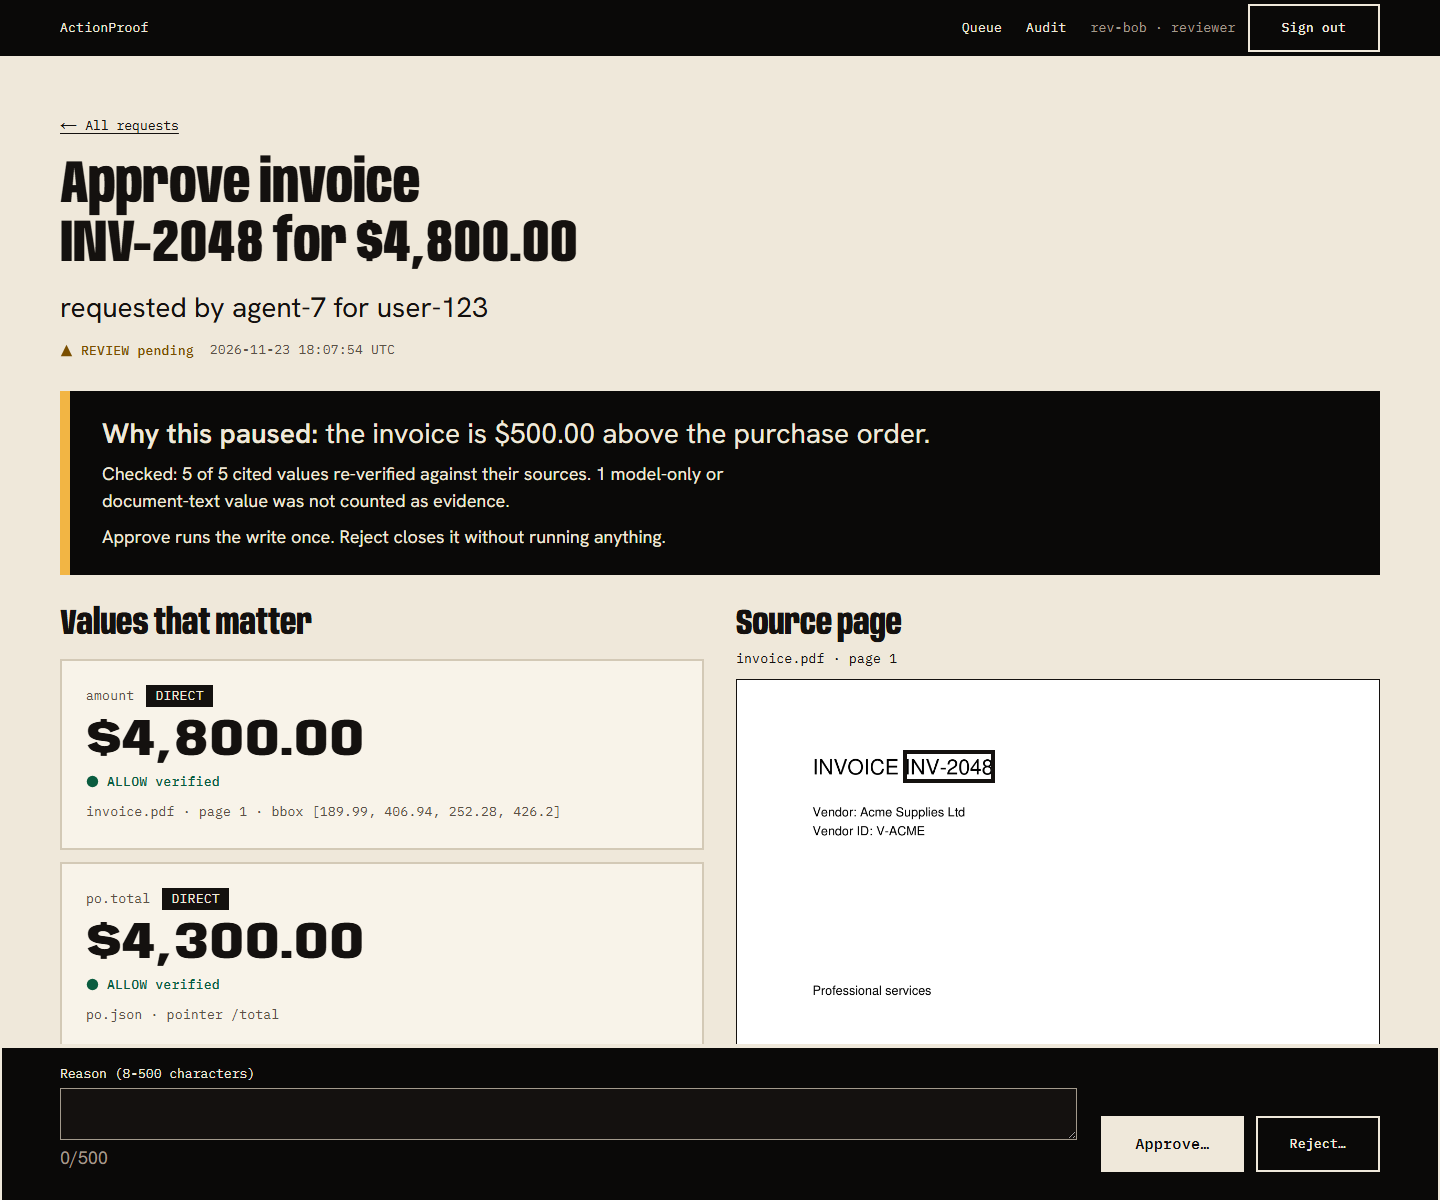 ActionProof
Queue Audit rev-bob · reviewer Sign out
← All requests
Approve invoice
INV-2048 for $4,800.00
requested by agent-7 for user-123
▲ REVIEW pending 2026-11-23 18:07:54 UTC
Why this paused: the invoice is $500.00 above the purchase order.
Checked: 5 of 5 cited values re-verified against their sources. 1 model-only or
document-text value was not counted as evidence.
Approve runs the write once. Reject closes it without running anything.
Values that matter
amount DIRECT
$4,800.00
● ALLOW verified
invoice.pdf · page 1 · bbox [189.99, 406.94, 252.28, 426.2]
po.total DIRECT
$4,300.00
● ALLOW verified
po.json · pointer /total
Source page
invoice.pdf · page 1
INVOICE INV-2048
Vendor: Acme Supplies Ltd
Vendor ID: V-ACME
Professional services
Reason (8-500 characters)
0/500
Approve…
Reject…